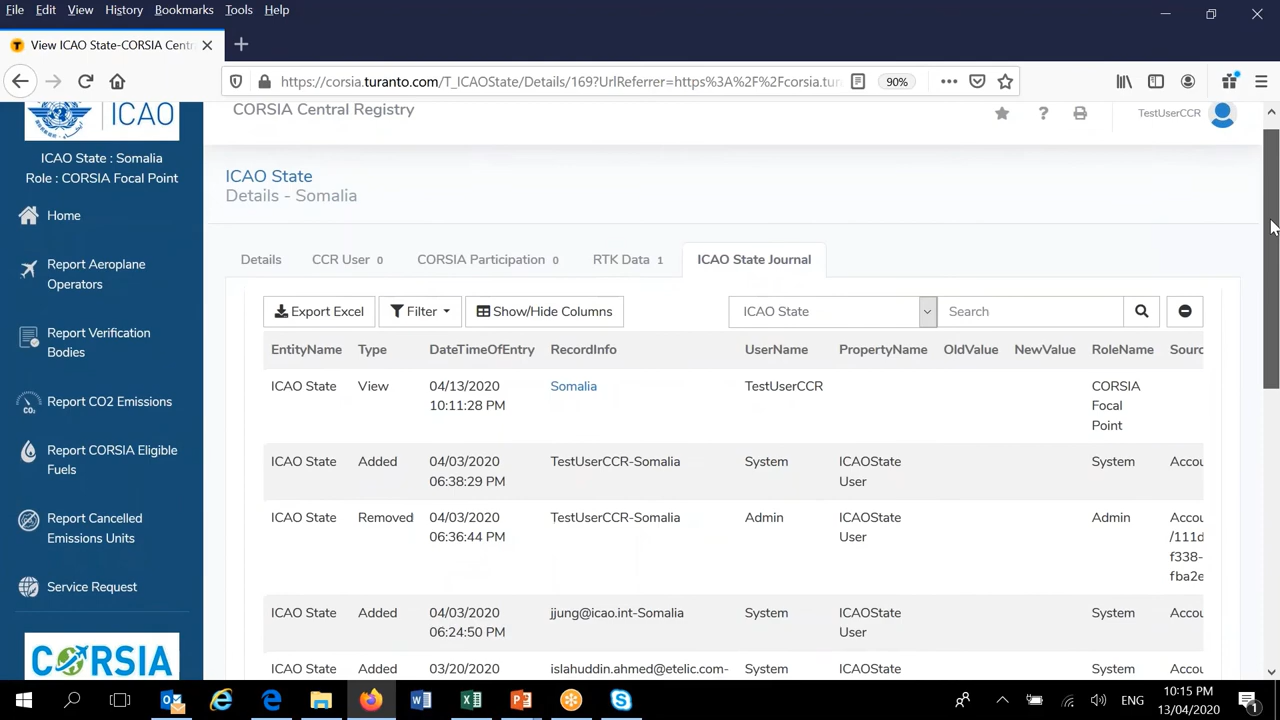 File Edit View History Bookmarks Tools Help
View ICAO State-CORSIA Centr
https://corsia.turanto.com/T_ICAOState/Details/169?UrlReferrer=https%3A%2F%2Fcorsia.tur
90%
ICAO
ICAO State : Somalia
Role : CORSIA Focal Point
Home
Report Aeroplane
Operators
Report Verification
Bodies
CO2
Report CO2 Emissions
Report CORSIA Eligible
Fuels
Report Cancelled
Emissions Units
Service Request
CORSIA
CORSIA Central Registry
TestUserCCR
ICAO State
Details - Somalia
Details CCR User 0 CORSIA Participation 0 RTK Data 1 ICAO State Journal
Export Excel Filter Show/Hide Columns ICAO State Search
EntityName Type DateTimeOfEntry RecordInfo UserName PropertyName OldValue NewValue RoleName Sourc
ICAO State View 04/13/2020 Somalia TestUserCCR CORSIA
10:11:28 PM Focal
Point
ICAO State Added 04/03/2020 TestUserCCR-Somalia System ICAOState System Accou
06:38:29 PM User
ICAO State Removed 04/03/2020 TestUserCCR-Somalia Admin ICAOState Admin Accou
06:36:44 PM User /111d
f338-
fba2e
ICAO State Added 04/03/2020 jjung@icao.int-Somalia System ICAOState System Accou
06:24:50 PM User
ICAO State Added 03/20/2020 islahuddin.ahmed@etelic.com- System ICAOState System Accou
ENG
10:15 PM
13/04/2020
1